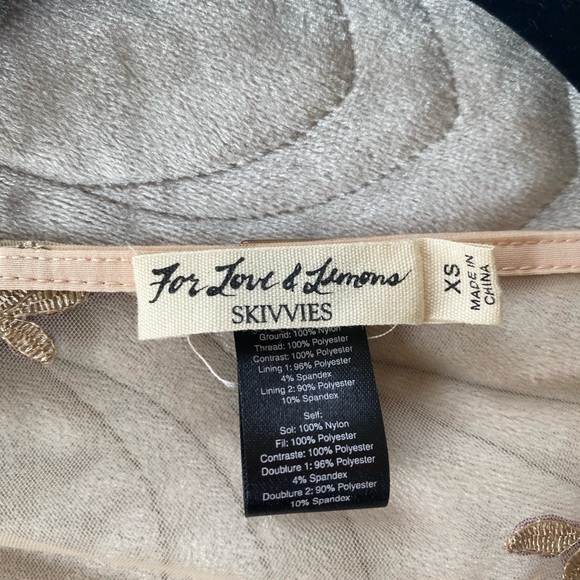 For Love & Lemons
SKIVVIES
XS
MADE IN
CHINA
Ground: 100% Nylon
Thread: 100% Polyester
Contrast: 100% Polyester
Lining 1: 96% Polyester
4% Spandex
Lining 2: 90% Polyester
10% Spandex
Self:
Sol: 100% Nylon
Fil: 100% Polyester
Contraste: 100% Polyester
Doublure 1: 96% Polyester
4% Spandex
Doublure 2: 90% Polyester
10% Spandex